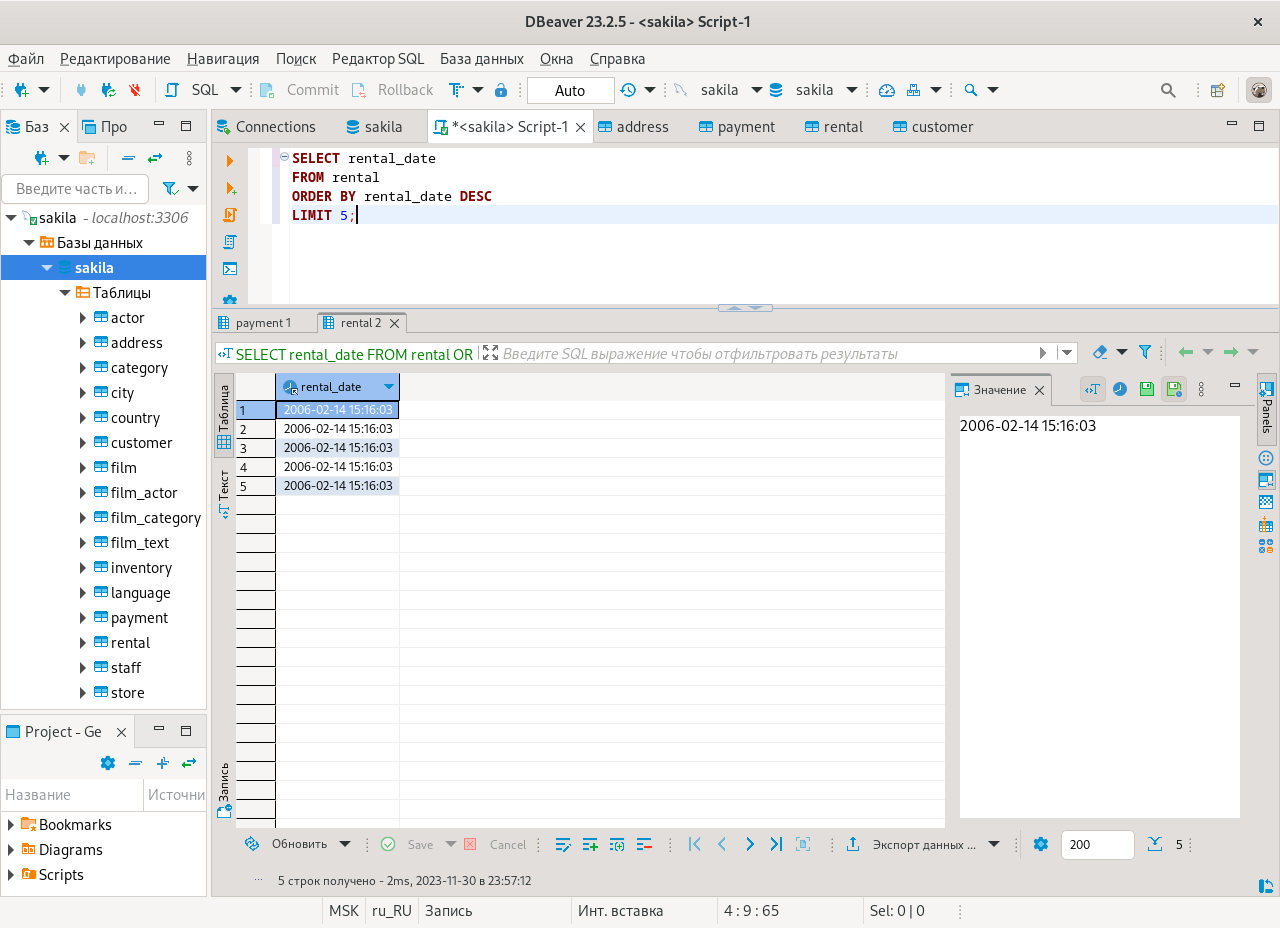 DBeaver 23.2.5 - <sakila> Script-1
Файл Редактирование Навигация Поиск Редактор SQL База данных Окна Справка
SQL Commit Rollback Auto sakila sakila
Баз Про
Connections sakila *<sakila> Script-1 address payment rental customer
Введите часть и...
sakila - localhost:3306
Базы данных
sakila
Таблицы
actor
address
category
city
country
customer
film
film_actor
film_category
film_text
inventory
language
payment
rental
staff
store
Project - Ge
Название Источни
Bookmarks
Diagrams
Scripts
SELECT rental_date
FROM rental
ORDER BY rental_date DESC
LIMIT 5;
payment 1 rental 2
SELECT rental_date FROM rental OR Введите SQL выражение чтобы отфильтровать результаты
Таблица
Текст
Запись
rental_date
1 2006-02-14 15:16:03
2 2006-02-14 15:16:03
3 2006-02-14 15:16:03
4 2006-02-14 15:16:03
5 2006-02-14 15:16:03
Значение
2006-02-14 15:16:03
Panels
Обновить Save Cancel Экспорт данных ... 200 5
5 строк получено - 2ms, 2023-11-30 в 23:57:12
MSK ru_RU Запись Инт. вставка 4 : 9 : 65 Sel: 0 | 0